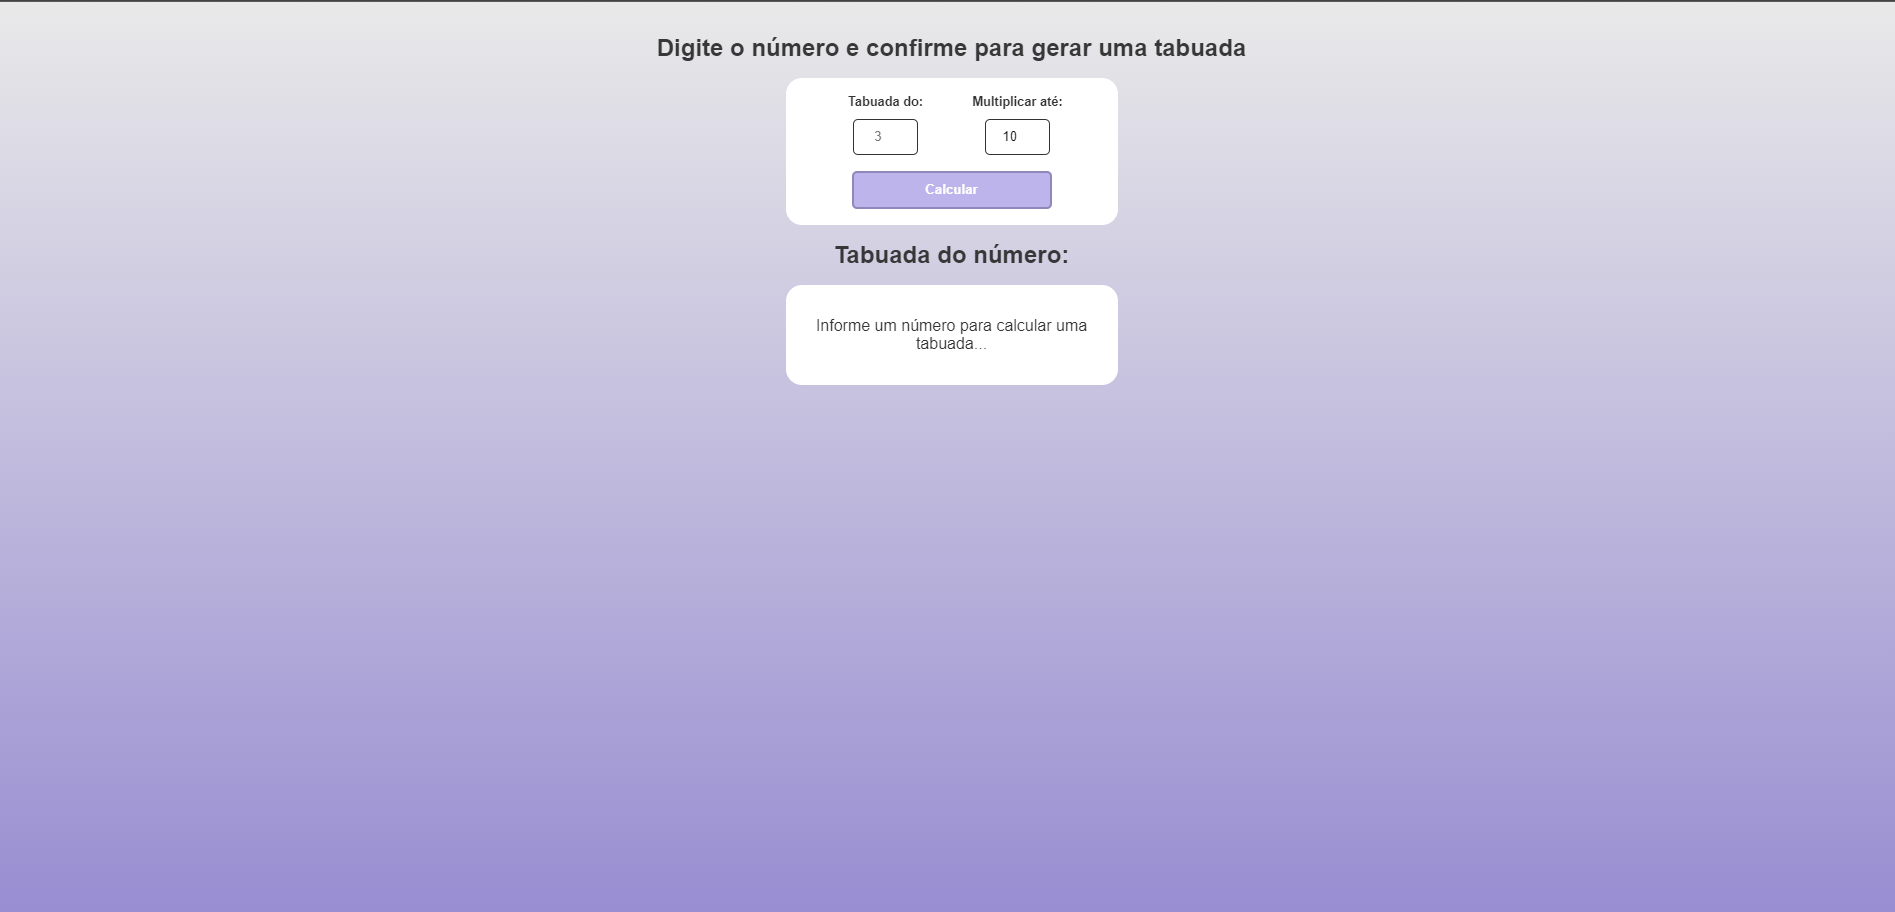 Digite o número e confirme para gerar uma tabuada
Tabuada do:
Multiplicar até:
3
10
Calcular
Tabuada do número:
Informe um número para calcular uma
tabuada...